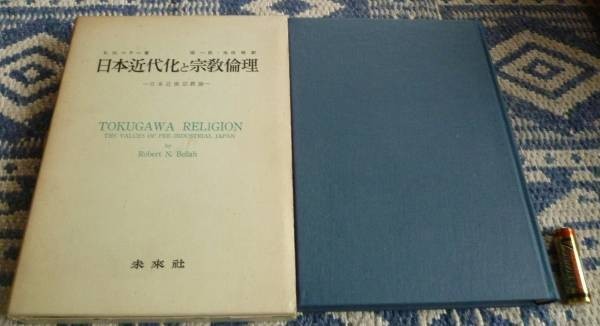 R. N. ベラー著 堀 一郎・池田 昭訳
日本近代化と宗教倫理
―日本近世宗教論―
TOKUGAWA RELIGION
THE VALUES OF PRE-INDUSTRIAL JAPAN
by
Robert N. Bellah
未來社